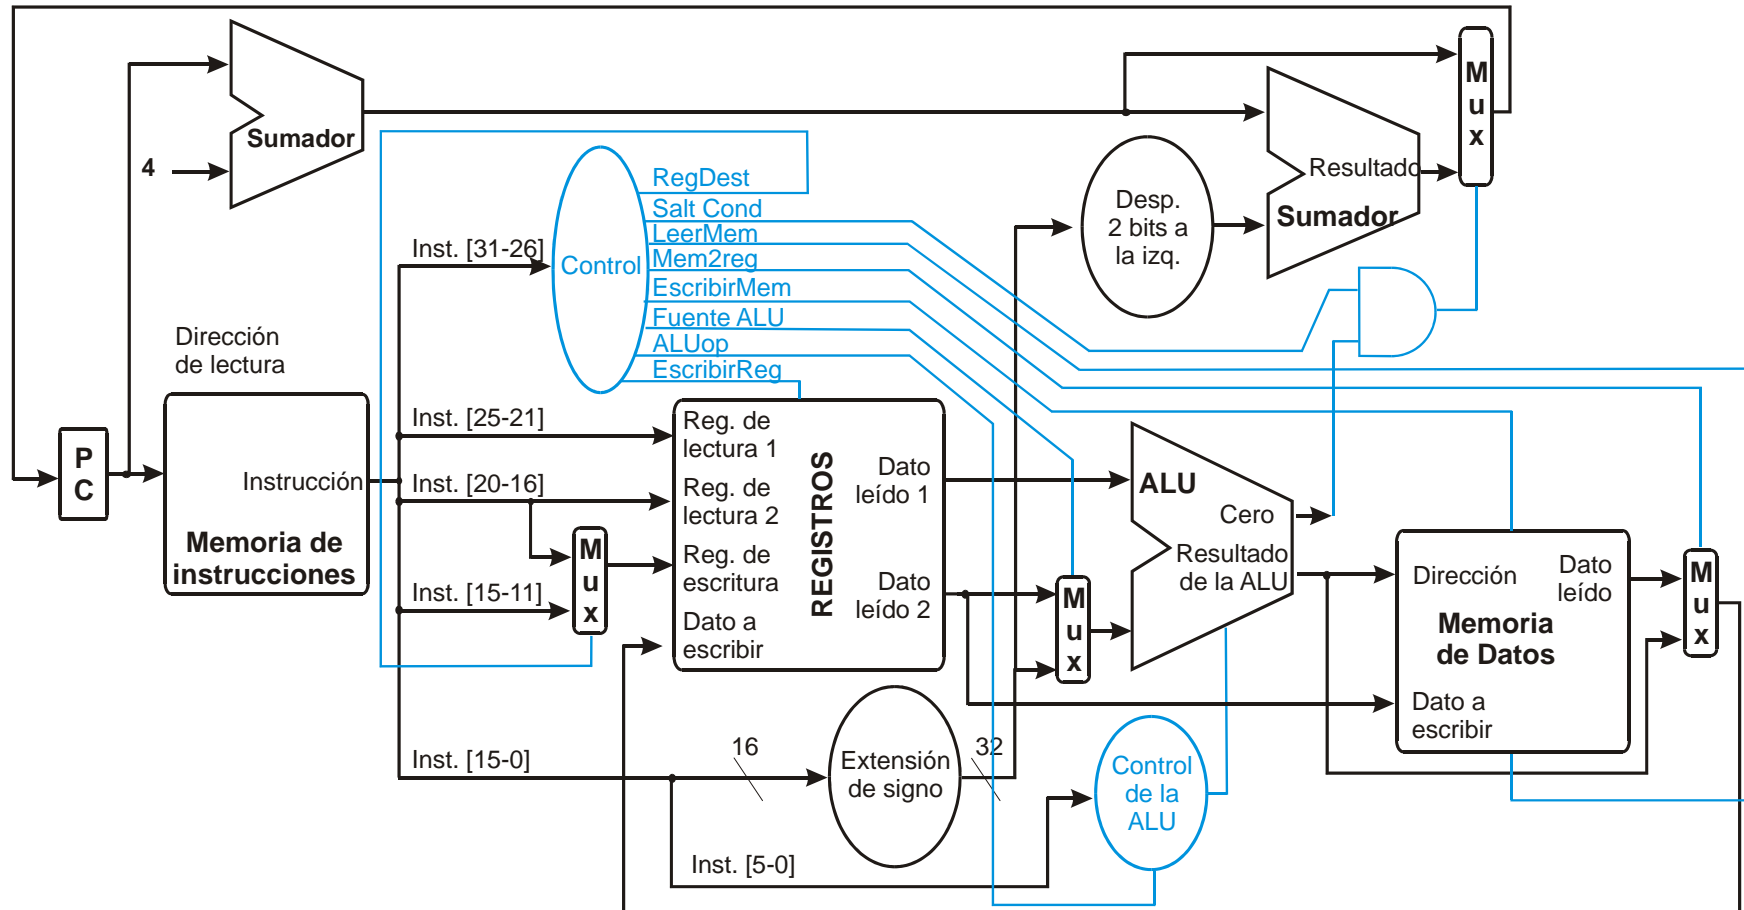 M
u
x
Sumador
4
RegDest
Salt Cond
LeerMem
Mem2reg
EscribirMem
Fuente ALU
ALUop
EscribirReg
Control
Inst. [31-26]
Desp.
2 bits a
la izq.
Resultado
Sumador
Dirección
de lectura
P
C
Instrucción
Memoria de
instrucciones
Inst. [25-21]
Inst. [20-16]
Inst. [15-11]
M
u
x
Reg. de
lectura 1
Reg. de
lectura 2
Reg. de
escritura
Dato a
escribir
REGISTROS
Dato
leído 1
Dato
leído 2
M
u
x
ALU
Cero
Resultado
de la ALU
Dirección
Dato
leído
Memoria
de Datos
Dato a
escribir
M
u
x
Inst. [15-0]
16
Extensión
de signo
32
Control
de la
ALU
Inst. [5-0]